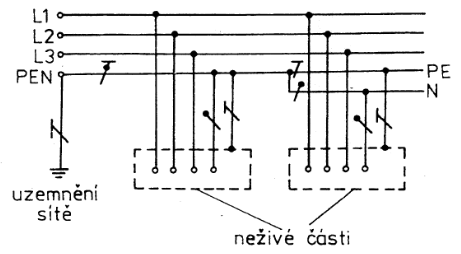 L1
L2
L3
PEN
PE
N
uzemnění
sítě
neživé části